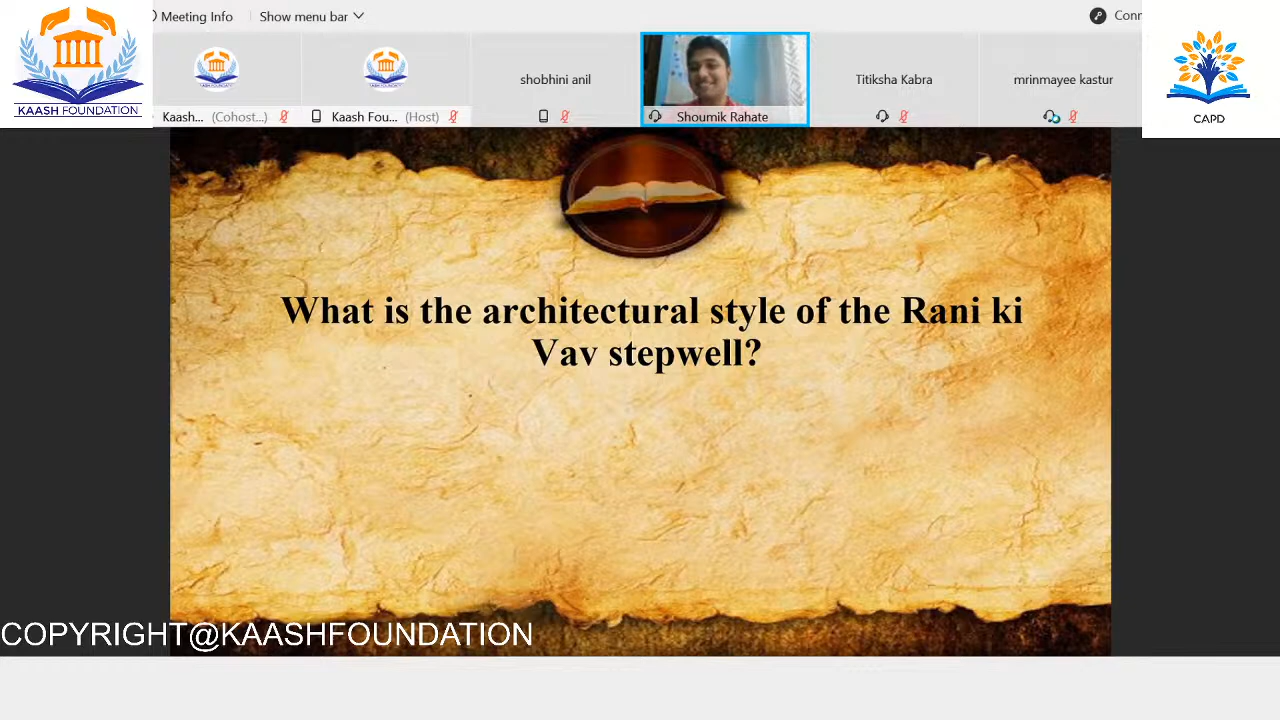 Meeting Info
Show menu bar
Conn
KAASH FOUNDATION
shobhini anil
Titiksha Kabra
mrinmayee kastur
Kaash... (Cohost...)
Kaash Fou... (Host)
Shoumik Rahate
CAPD
What is the architectural style of the Rani ki
Vav stepwell?
COPYRIGHT@KAASHFOUNDATION